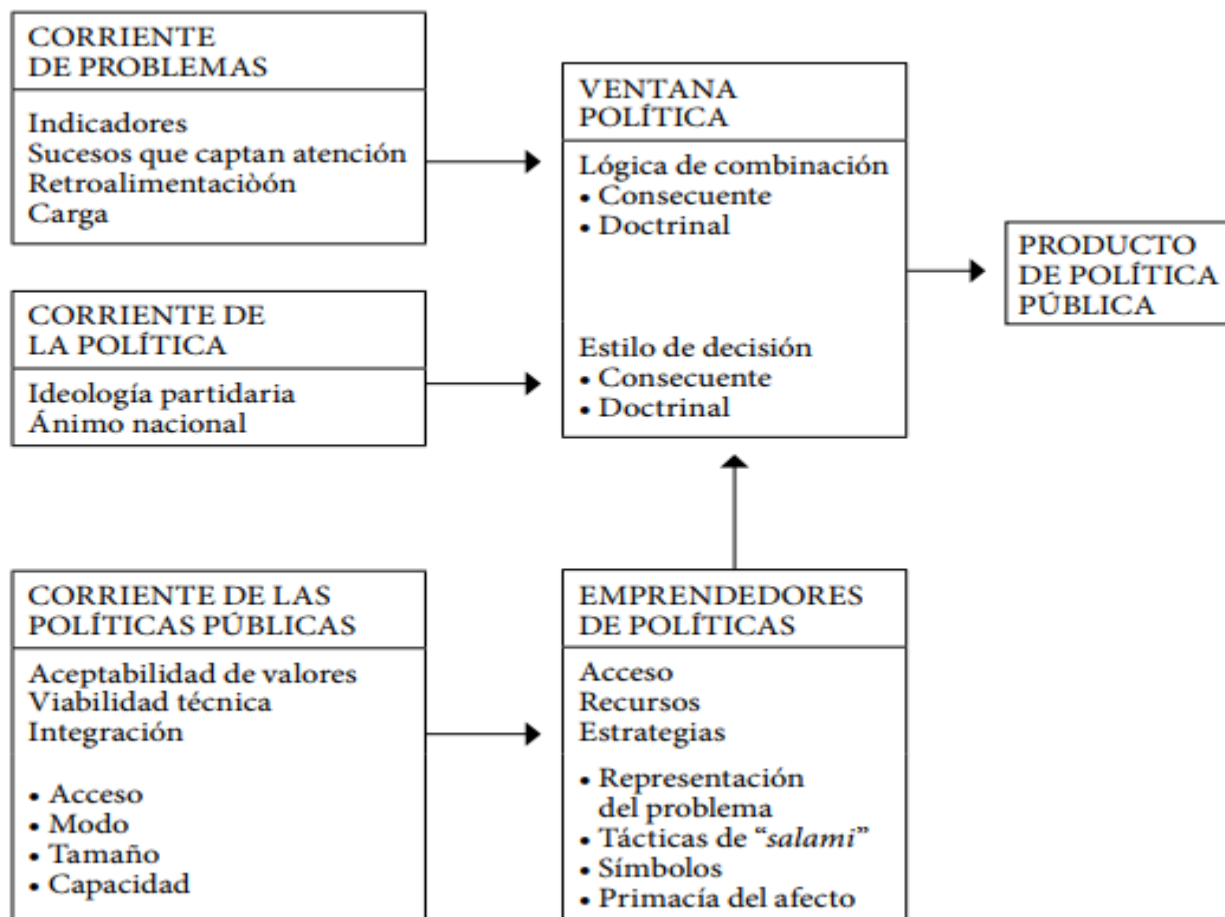 CORRIENTE
DE PROBLEMAS
Indicadores
Sucesos que captan atención
Retroalimentaciòón
Carga
CORRIENTE DE
LA POLÍTICA
Ideología partidaria
Ánimo nacional
CORRIENTE DE LAS
POLÍTICAS PÚBLICAS
Aceptabilidad de valores
Viabilidad técnica
Integración
• Acceso
• Modo
• Tamaño
• Capacidad
VENTANA
POLÍTICA
Lógica de combinación
• Consecuente
• Doctrinal
Estilo de decisión
• Consecuente
• Doctrinal
EMPRENDEDORES
DE POLÍTICAS
Acceso
Recursos
Estrategias
• Representación
del problema
• Tácticas de “salami”
• Símbolos
• Primacía del afecto
PRODUCTO
DE POLÍTICA
PÚBLICA